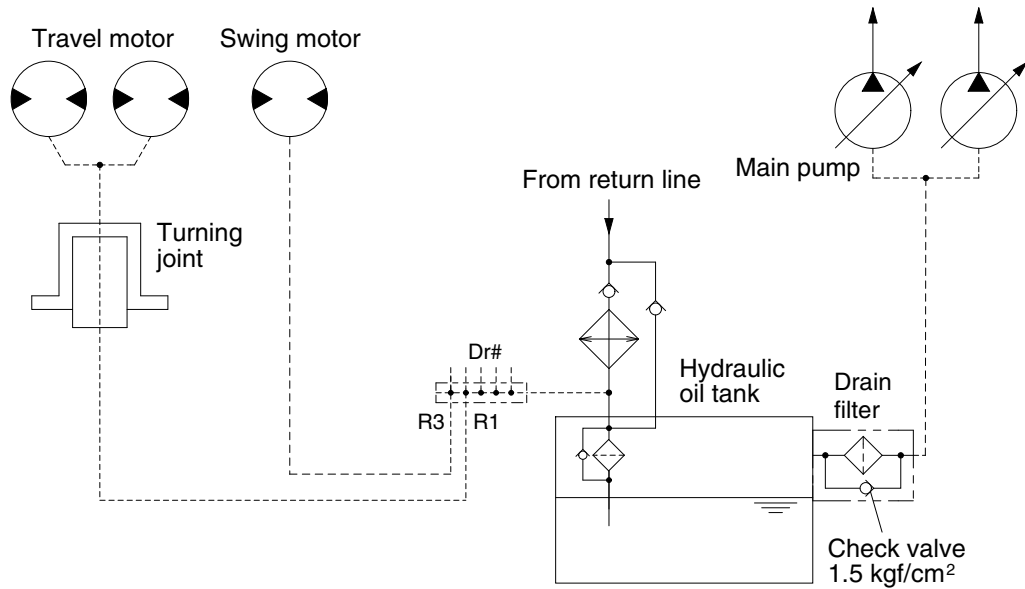 Travel motor
Swing motor
Main pump
From return line
Turning
joint
Dr#
R3
R1
Hydraulic
oil tank
Drain
filter
Check valve
1.5 kgf/cm²